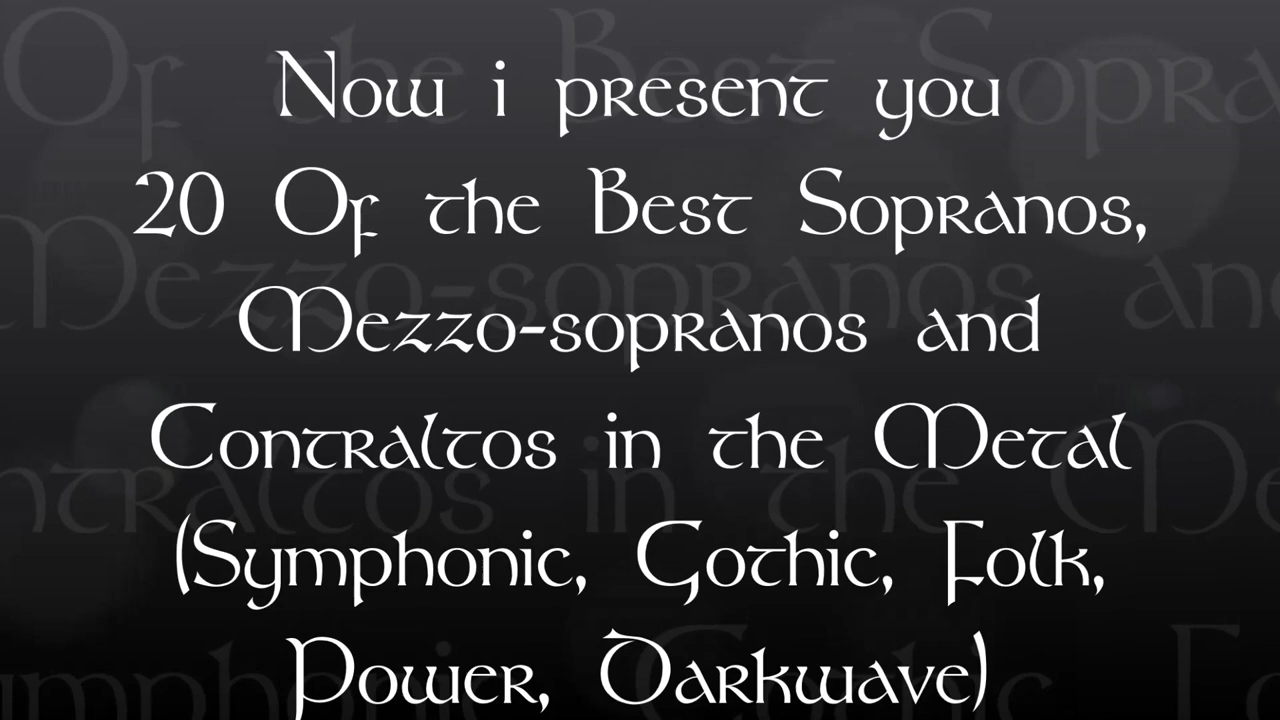 Now i present you
20 Of the Best Sopranos,
Mezzo-sopranos and
Contraltos in the Metal
(Symphonic, Gothic, Folk,
Power, Darkwave)